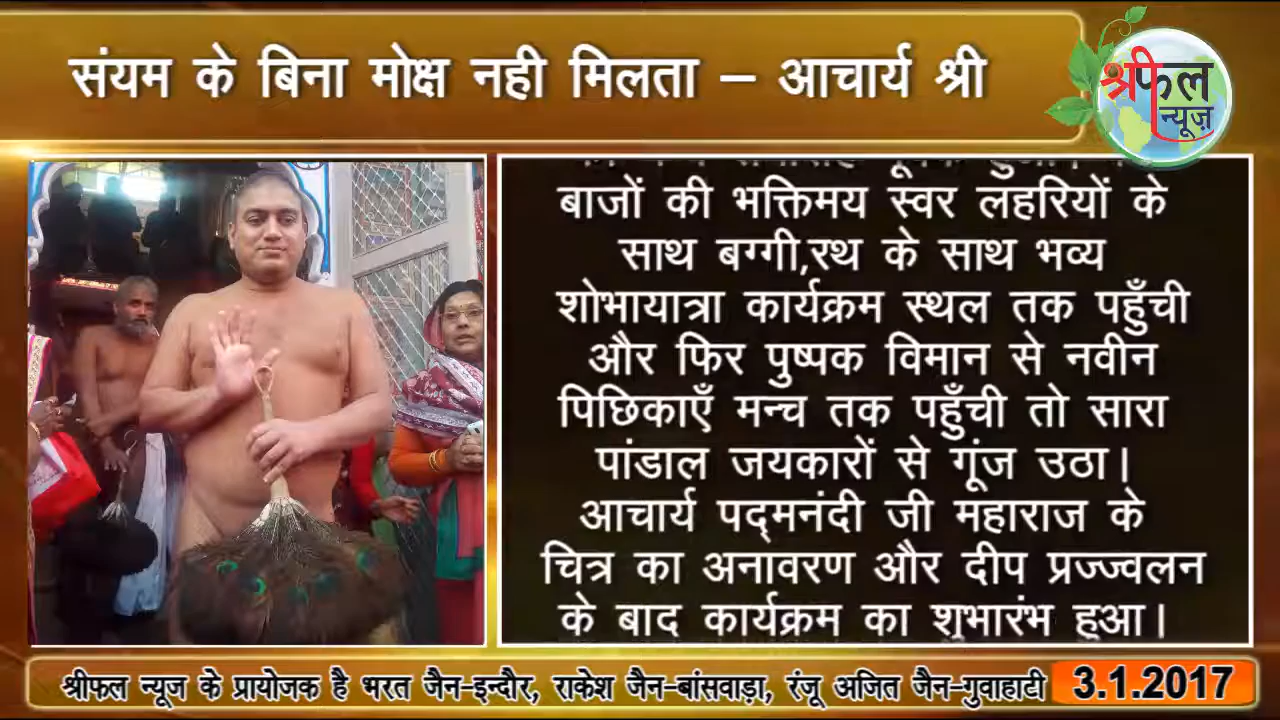 संयम के बिना मोक्ष नही मिलता – आचार्य श्री
श्रीफल
न्यूज़
बाजों की भक्तिमय स्वर लहरियों के
साथ बग्गी,रथ के साथ भव्य
शोभायात्रा कार्यक्रम स्थल तक पहुँची
और फिर पुष्पक विमान से नवीन
पिछिकाएँ मन्च तक पहुँची तो सारा
पांडाल जयकारों से गूंज उठा।
आचार्य पद्मनंदी जी महाराज के
चित्र का अनावरण और दीप प्रज्ज्वलन
के बाद कार्यक्रम का शुभारंभ हुआ।
श्रीफल न्यूज के प्रायोजक है भरत जैन-इन्दौर, राकेश जैन-बांसवाड़ा, रंजू अजित जैन-गुवाहाटी
3.1.2017